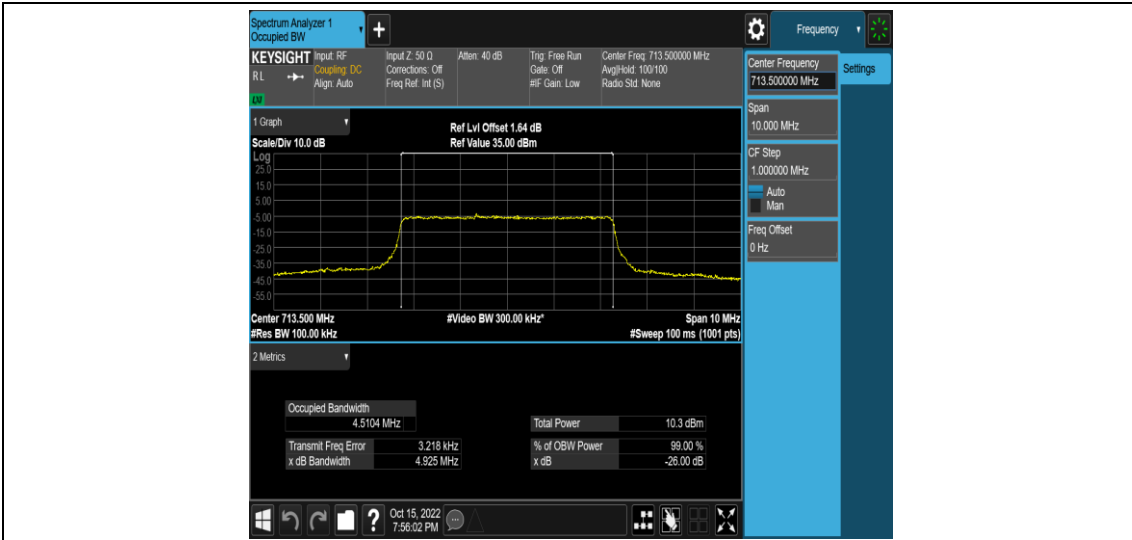 Spectrum Analyzer 1
Occupied BW
Frequency
KEYSIGHT Input: RF Input Z: 50 Ω Atten: 40 dB Trig: Free Run Center Freq: 713.500000 MHz
Coupling: DC Corrections: Off Gate: Off Avg|Hold: 100/100
RL Align: Auto Freq Ref: Int (S) #IF Gain: Low Radio Std: None
Center Frequency
713.500000 MHz
Settings
Span
10.000 MHz
CF Step
1.000000 MHz
Auto
Man
Freq Offset
0 Hz
1 Graph
Ref Lvl Offset 1.64 dB
Scale/Div 10.0 dB Ref Value 35.00 dBm
Log
25.0
15.0
5.00
-5.00
-15.0
-25.0
-35.0
-45.0
-55.0
Center 713.500 MHz #Video BW 300.00 kHz* Span 10 MHz
#Res BW 100.00 kHz #Sweep 100 ms (1001 pts)
2 Metrics
Occupied Bandwidth
4.5104 MHz Total Power 10.3 dBm
Transmit Freq Error 3.218 kHz % of OBW Power 99.00 %
x dB Bandwidth 4.925 MHz x dB -26.00 dB
? Oct 15, 2022
7:56:02 PM